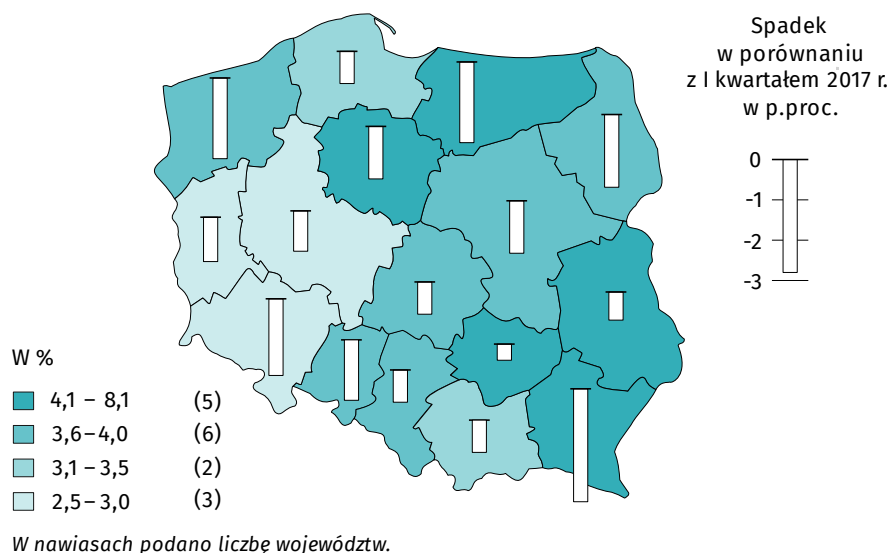 Spadek
w porównaniu
z I kwartałem 2017 r.
w p.proc.
0
-1
-2
-3
W %
4,1 – 8,1 (5)
3,6–4,0 (6)
3,1 – 3,5 (2)
2,5–3,0 (3)
W nawiasach podano liczbę województw.